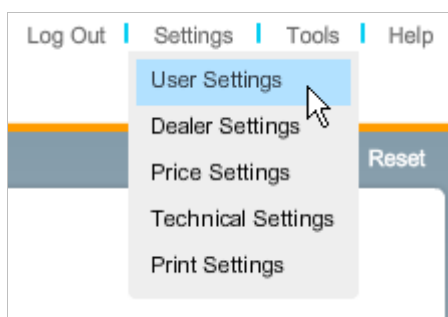 Log Out Settings Tools Help
User Settings
Dealer Settings
Reset
Price Settings
Technical Settings
Print Settings